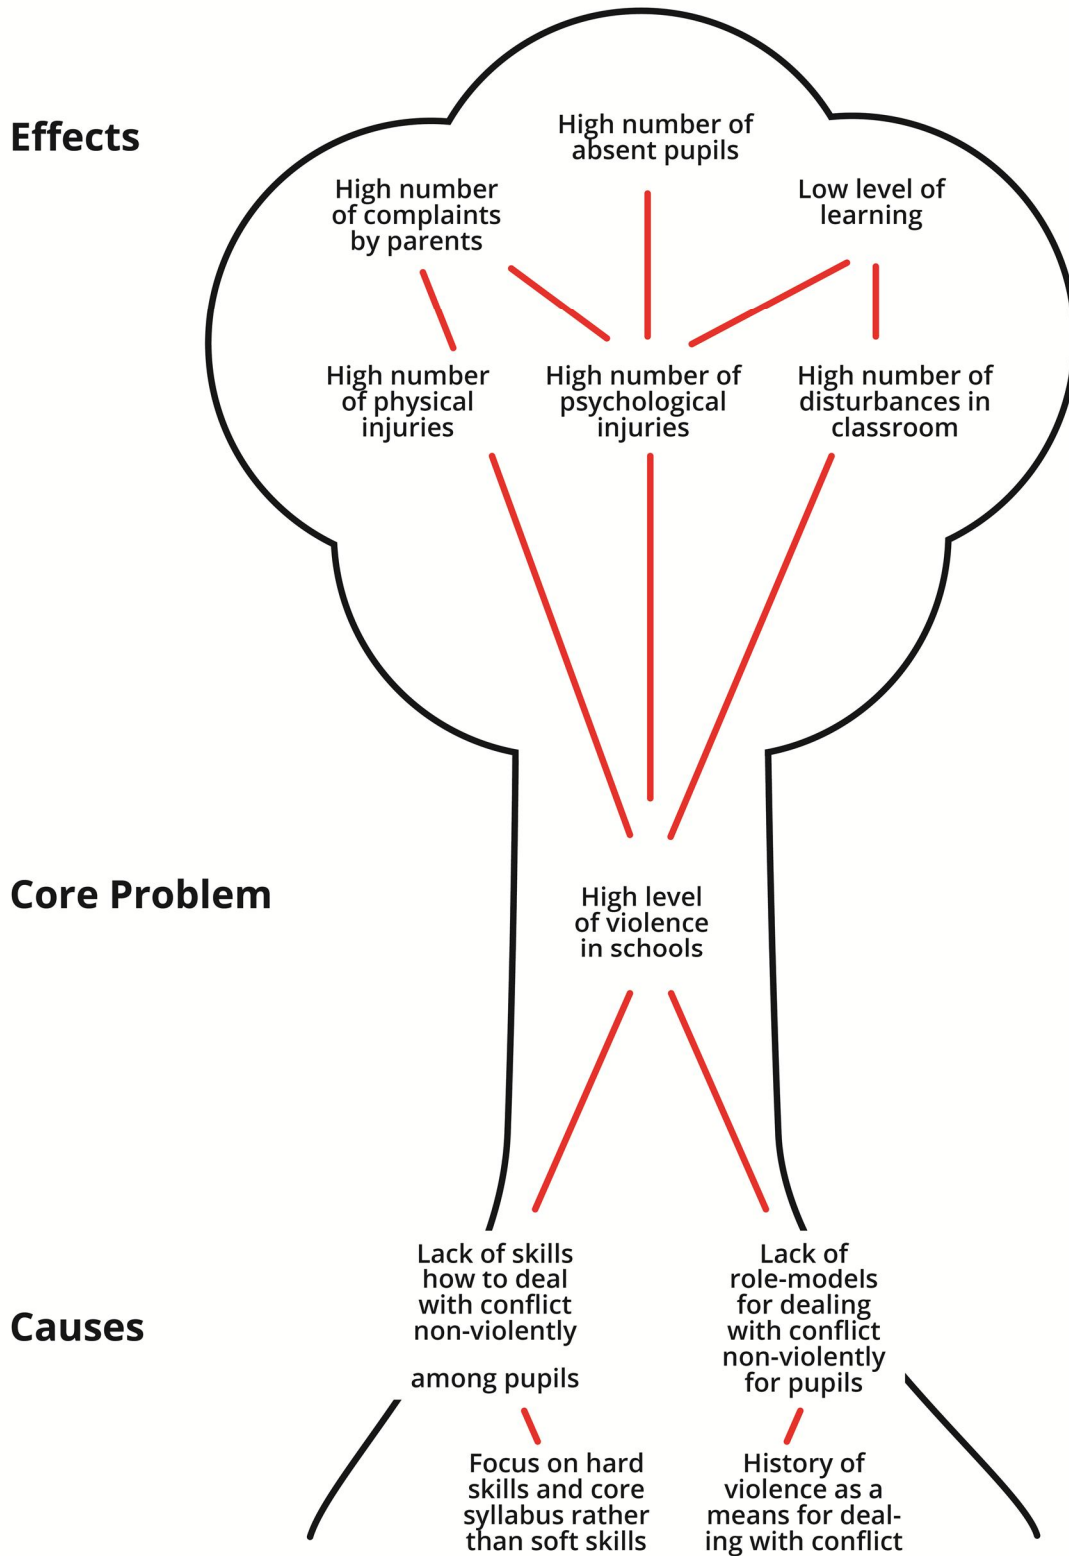 Effects
High number of
absent pupils
High number
of complaints
by parents
Low level of
learning
High number
of physical
injuries
High number of
psychological
injuries
High number of
disturbances in
classroom
Core Problem
High level
of violence
in schools
Causes
Lack of skills
how to deal
with conflict
non-violently
among pupils
Lack of
role-models
for dealing
with conflict
non-violently
for pupils
Focus on hard
skills and core
syllabus rather
than soft skills
History of
violence as a
means for deal-
ing with conflict